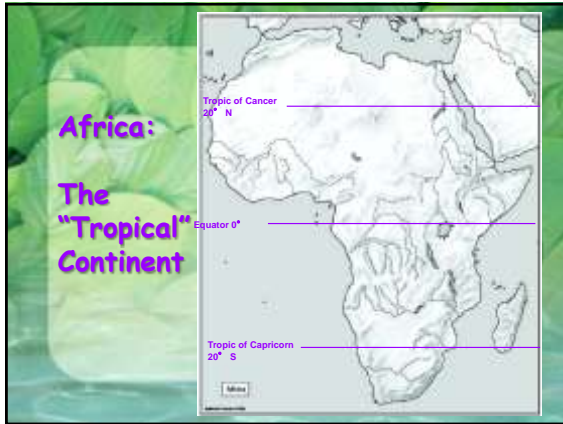 Africa:
The
“Tropical”
Continent
Tropic of Cancer
20° N
Equator 0°
Tropic of Capricorn
20° S
Africa